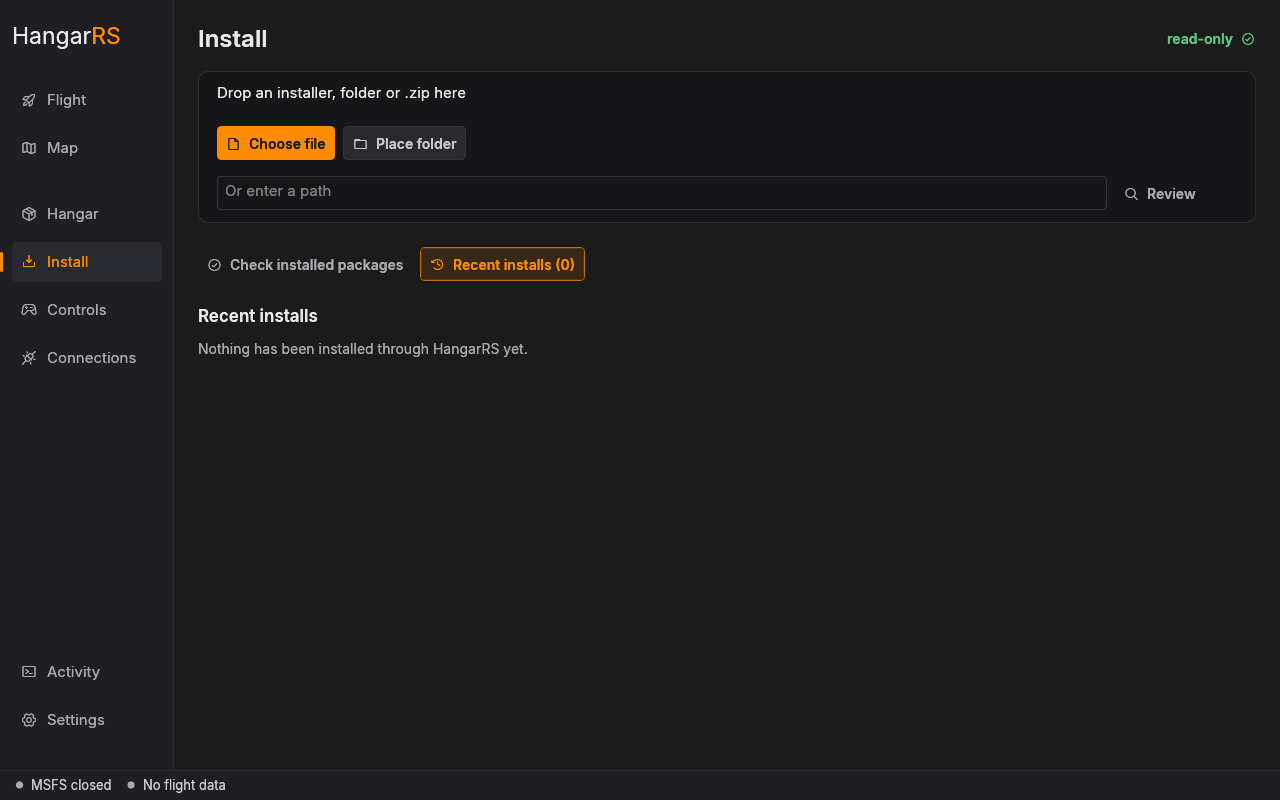 HangarRS
Flight
Map
Hangar
Install
Controls
Connections
Activity
Settings
Install
read-only
Drop an installer, folder or .zip here
Choose file
Place folder
Or enter a path
Review
Check installed packages
Recent installs (0)
Recent installs
Nothing has been installed through HangarRS yet.
MSFS closed
No flight data